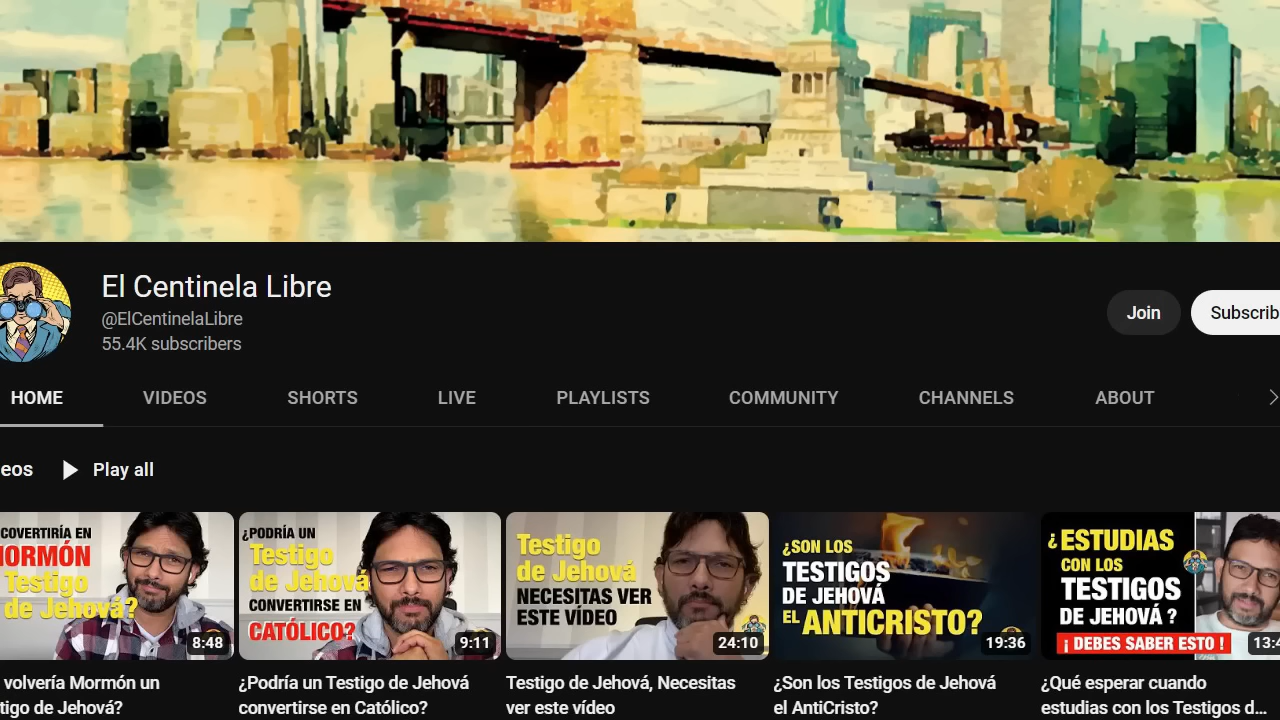 El Centinela Libre
@ElCentinelaLibre
55.4K subscribers
Join
Subscrib
HOME
VIDEOS
SHORTS
LIVE
PLAYLISTS
COMMUNITY
CHANNELS
ABOUT
eos
Play all
COVERTIRÍA EN
MORMÓN
Testigo
de Jehová?
8:48
¿PODRÍA UN
Testigo
de Jehová
CONVERTIRSE EN
CATÓLICO?
9:11
Testigo
de Jehová
NECESITAS VER
ESTE VÍDEO
24:10
¿SON LOS
TESTIGOS
DE JEHOVÁ
EL ANTICRISTO?
19:36
¿ESTUDIAS
CON LOS
TESTIGOS
DE JEHOVÁ ?
¡ DEBES SABER ESTO !
13:4
volvería Mormón un
tigo de Jehová?
¿Podría un Testigo de Jehová
convertirse en Católico?
Testigo de Jehová, Necesitas
ver este vídeo
¿Son los Testigos de Jehová
el AntiCristo?
¿Qué esperar cuando
estudias con los Testigos d...